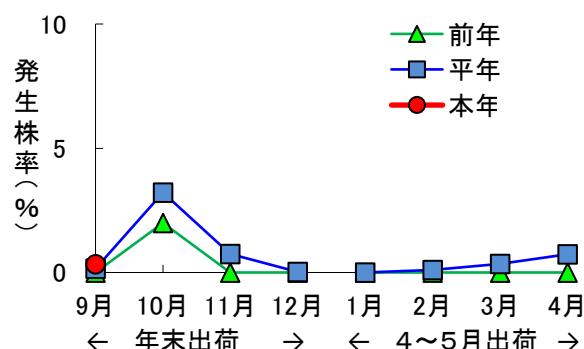 10
5
0
発生株率(%)
前年
平年
本年
9月 10月 11月 12月 1月 2月 3月 4月
← 年末出荷 → ← 4～5月出荷 →